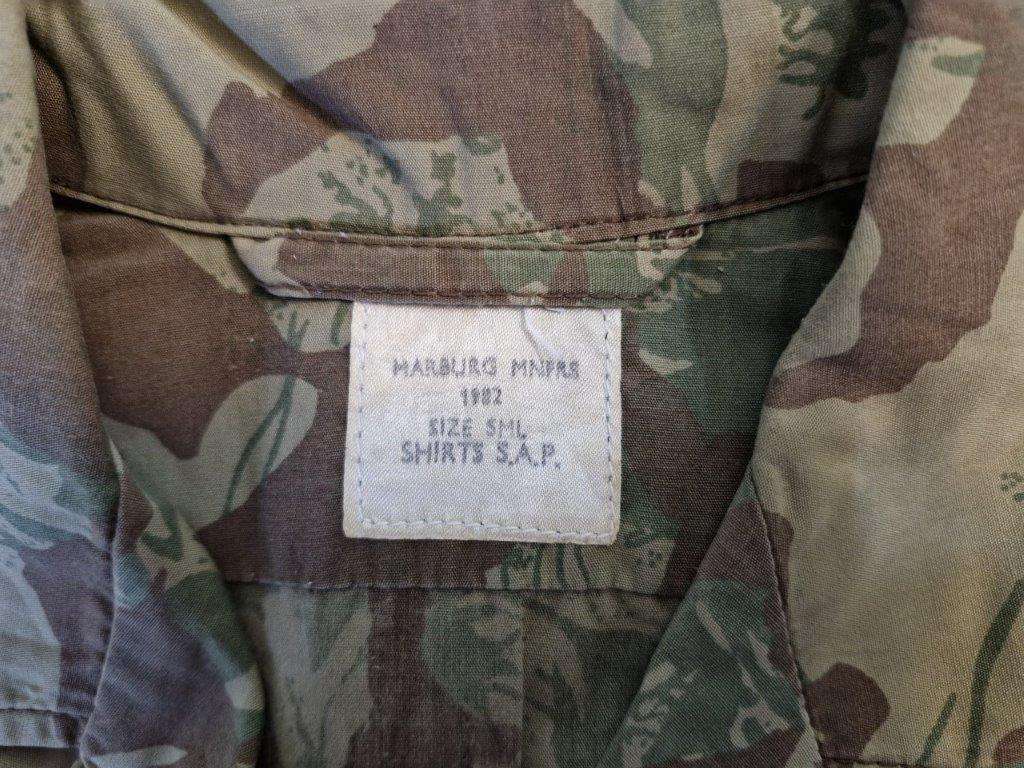 MARBURG MNFRS
1982
SIZE SML
SHIRTS S.A.P.